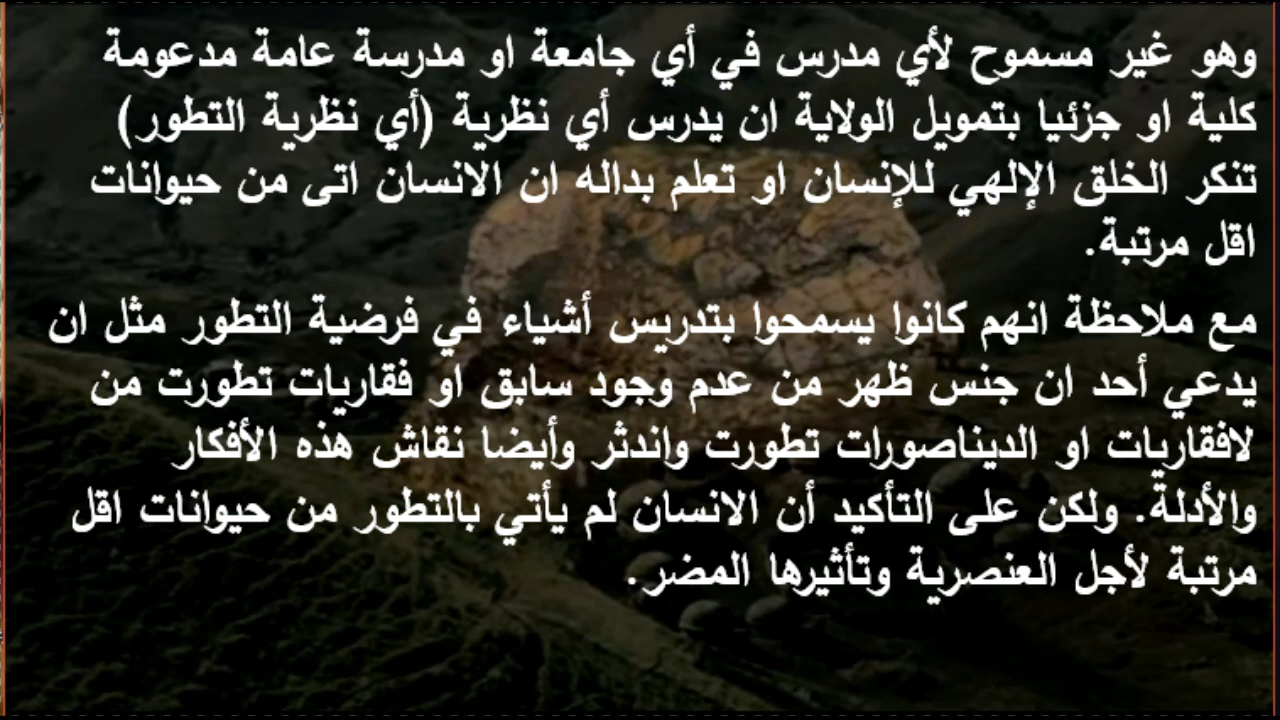 وهو غير مسموح لأي مدرس في أي جامعة او مدرسة عامة مدعومة
كلية او جزئيا بتمويل الولاية ان يدرس أي نظرية (أي نظرية التطور)
تنكر الخلق الإلهي للإنسان او تعلم بداله ان الانسان اتى من حيوانات
اقل مرتبة.
مع ملاحظة انهم كانوا يسمحوا بتدريس أشياء في فرضية التطور مثل ان
يدعي أحد ان جنس ظهر من عدم وجود سابق او فقاريات تطورت من
لافقاريات او الديناصورات تطورت واندثر وأيضا نقاش هذه الأفكار
والأدلة. ولكن على التأكيد أن الانسان لم يأتي بالتطور من حيوانات اقل
مرتبة لأجل العنصرية وتأثيرها المضر.